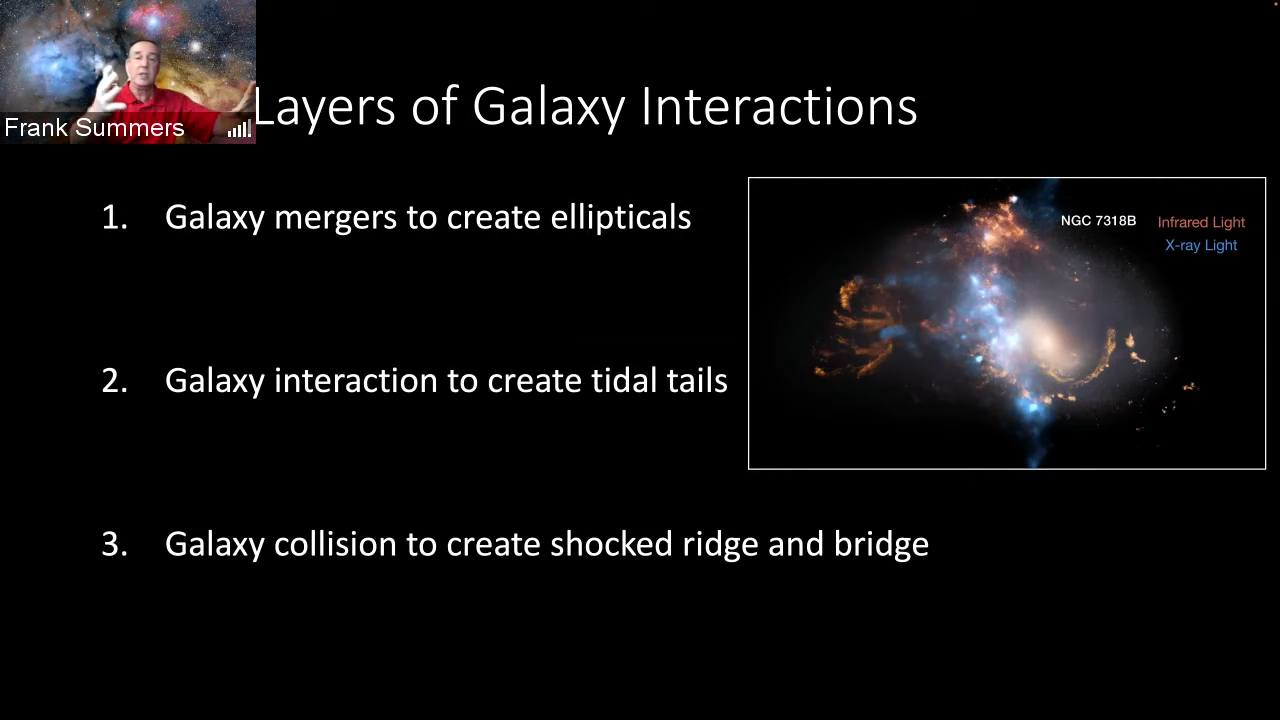 Frank Summers
Layers of Galaxy Interactions
1. Galaxy mergers to create ellipticals
NGC 7318B Infrared Light
X-ray Light
2. Galaxy interaction to create tidal tails
3. Galaxy collision to create shocked ridge and bridge